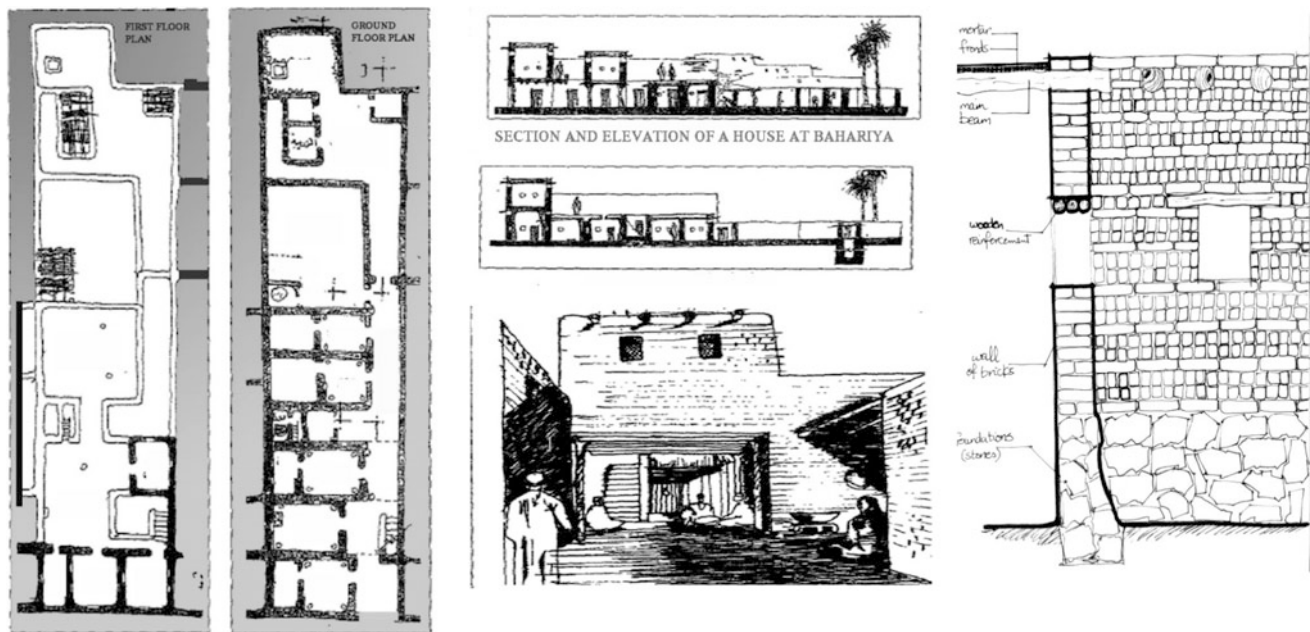 FIRST FLOOR
PLAN
GROUND
FLOOR PLAN
SECTION AND ELEVATION OF A HOUSE AT BAHARIYA
mortar
fronds
main
beam
wooden
reinforcement
wall
of bricks
foundations
(stones)